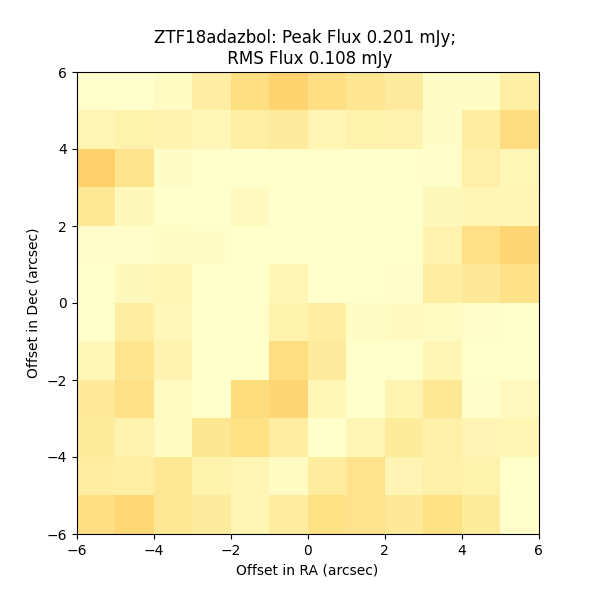 ZTF18adazbol: Peak Flux 0.201 mJy;
RMS Flux 0.108 mJy
6
4
2
0
−2
−4
−6
Offset in Dec (arcsec)
−6 −4 −2 0 2 4 6
Offset in RA (arcsec)